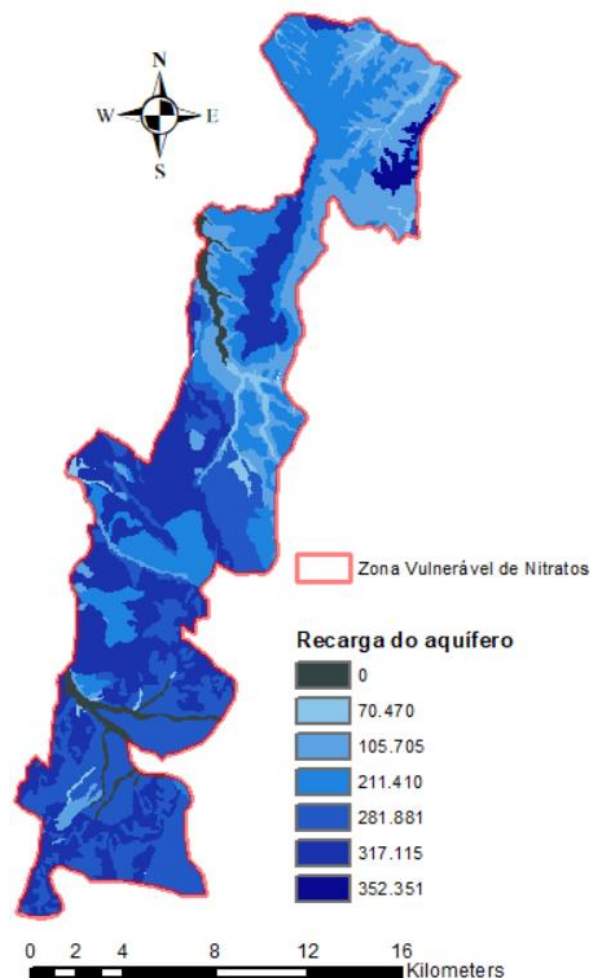 N
W E
S
Zona Vulnerável de Nitratos
Recarga do aquífero
0
70.470
105.705
211.410
281.881
317.115
352.351
0 2 4 8 12 16
Kilometers